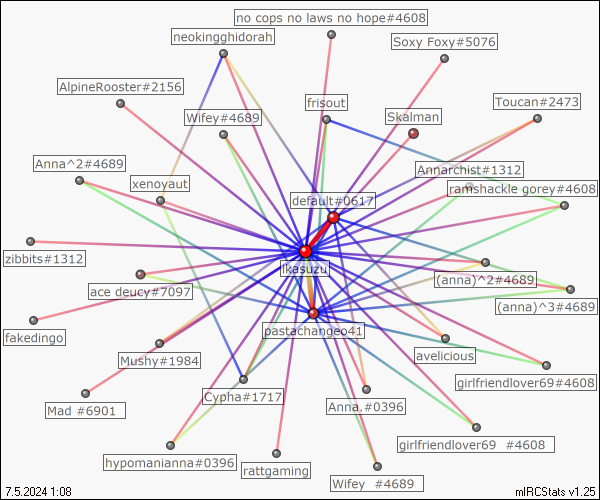 no cops no laws no hope#4608
neokingghidorah
Soxy Foxy#5076
AlpineRooster#2156
frisout
Toucan#2473
Wifey#4689
Skalman
Anna^2#4689
Annarchist#1312
xenoyaut
ramshackle gorey#4608
default#0617
zibbits#1312
ikasuzu
(anna)^2#4689
ace deucy#7097
(anna)^3#4689
fakedingo
pastachangeo41
Mushy#1984
avelicious
girlfriendlover69#4608
Cypha#1717
Mad #6901
Anna.#0396
girlfriendlover69 #4608
hypomanianna#0396
rattgaming
Wifey #4689
7.5.2024 1:08
mIRCStats v1.25